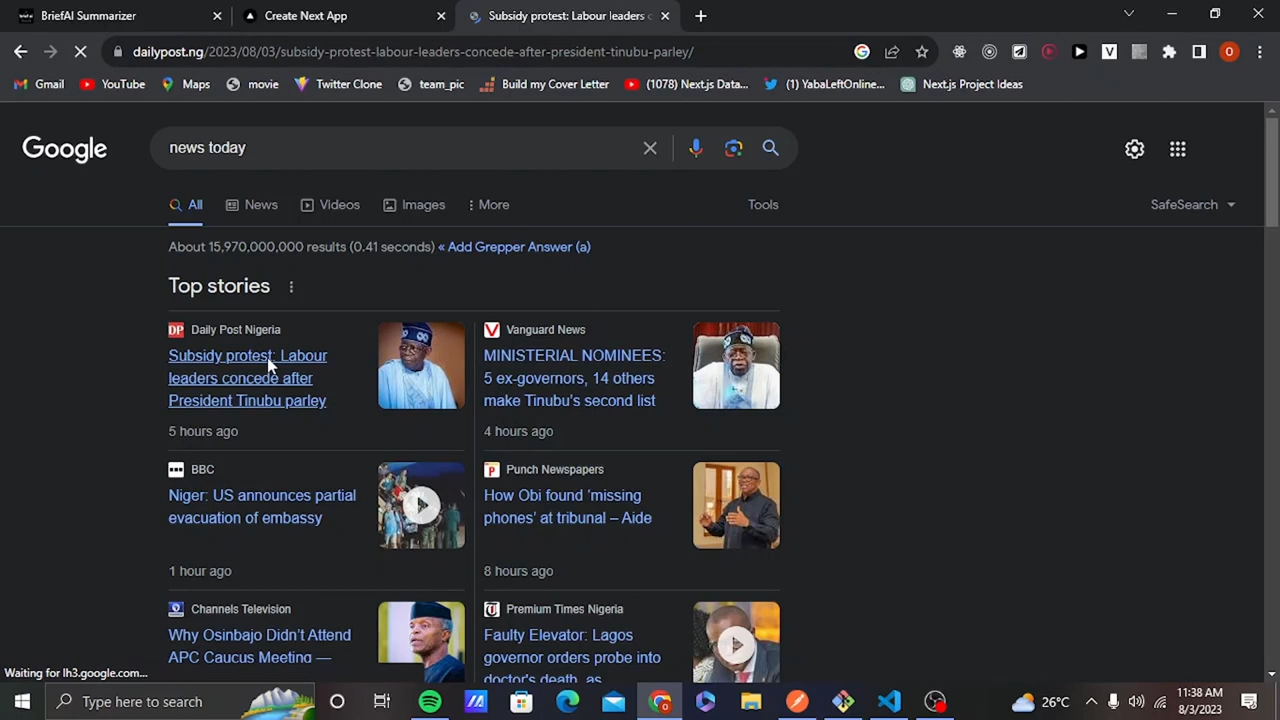 BriefAI Summarizer
Create Next App
Subsidy protest: Labour leaders c
dailypost.ng/2023/08/03/subsidy-protest-labour-leaders-concede-after-president-tinubu-parley/
Gmail
YouTube
Maps
movie
Twitter Clone
team_pic
Build my Cover Letter
(1078) Next.js Data...
(1) YabaLeftOnline...
Next.js Project Ideas
Google
news today
All
News
Videos
Images
More
Tools
SafeSearch
About 15,970,000,000 results (0.41 seconds) « Add Grepper Answer (a)
Top stories
DP Daily Post Nigeria
Subsidy protest: Labour
leaders concede after
President Tinubu parley
5 hours ago
V Vanguard News
MINISTERIAL NOMINEES:
5 ex-governors, 14 others
make Tinubu's second list
4 hours ago
BBC
Niger: US announces partial
evacuation of embassy
1 hour ago
P Punch Newspapers
How Obi found 'missing
phones' at tribunal – Aide
8 hours ago
Channels Television
Why Osinbajo Didn't Attend
APC Caucus Meeting —
Premium Times Nigeria
Faulty Elevator: Lagos
governor orders probe into
doctor's death, as
Waiting for lh3.google.com...
Type here to search
26°C
11:38 AM
8/3/2023